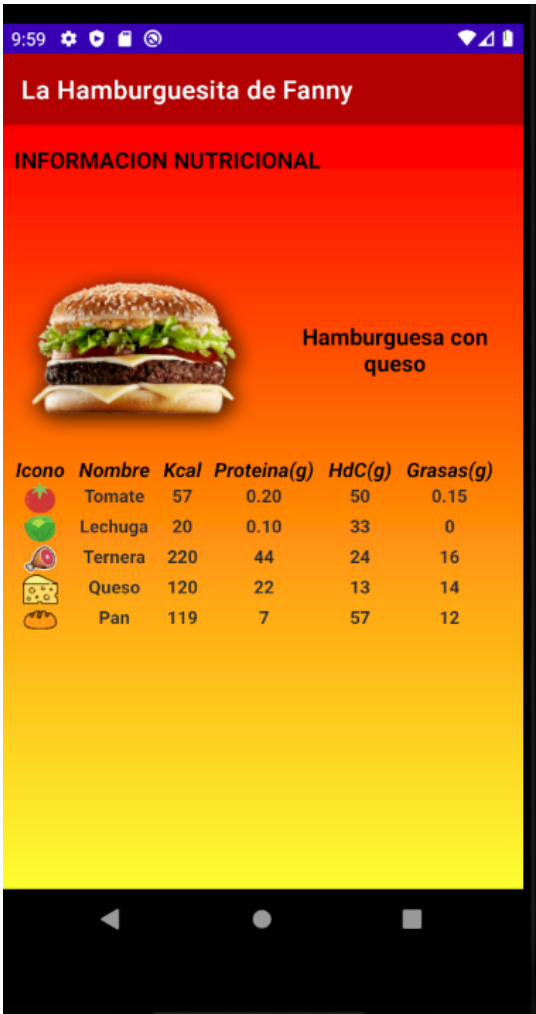 9:59
La Hamburguesita de Fanny
INFORMACION NUTRICIONAL
Hamburguesa con
queso
Icono Nombre Kcal Proteina(g) HdC(g) Grasas(g)
Tomate 57 0.20 50 0.15
Lechuga 20 0.10 33 0
Ternera 220 44 24 16
Queso 120 22 13 14
Pan 119 7 57 12